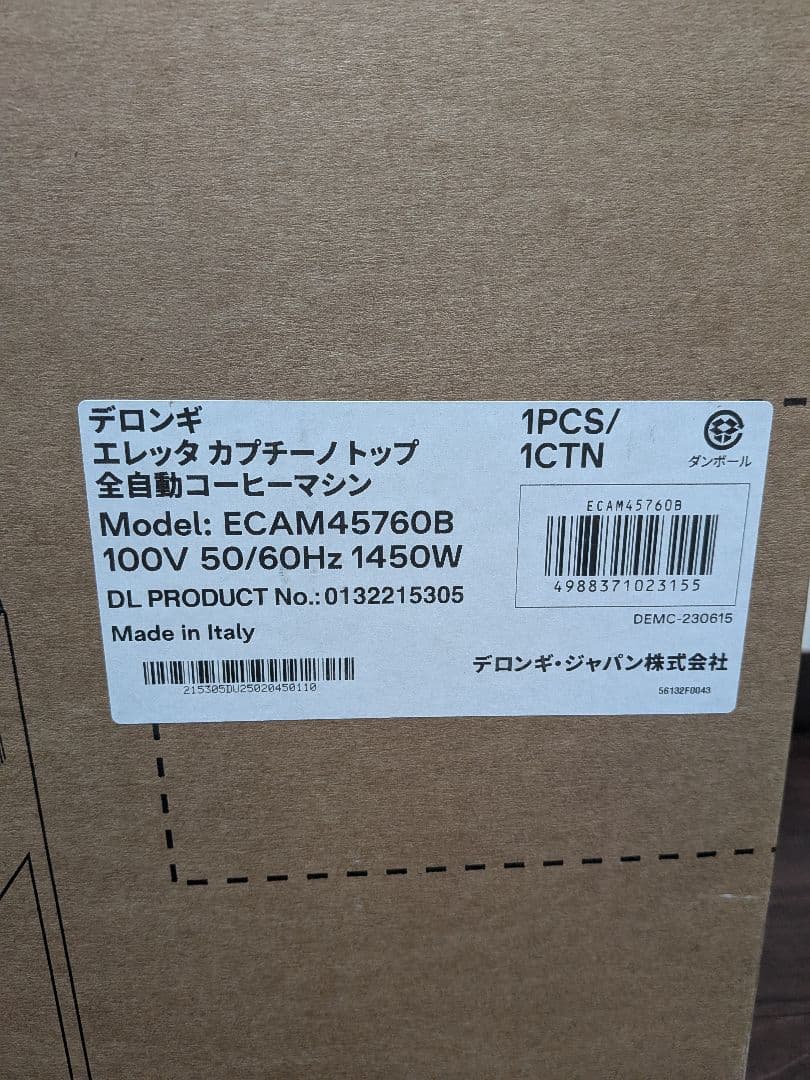 デロンギ
エレッタ カプチーノ トップ
全自動コーヒーマシン
Model: ECAM45760B
100V 50/60Hz 1450W
DL PRODUCT No.:0132215305
Made in Italy
215305DU25020450110
1PCS/
1CTN
ダンボール
ECAM45760B
4988371023155
DEMC-230615
デロンギ・ジャパン株式会社
56132F0043